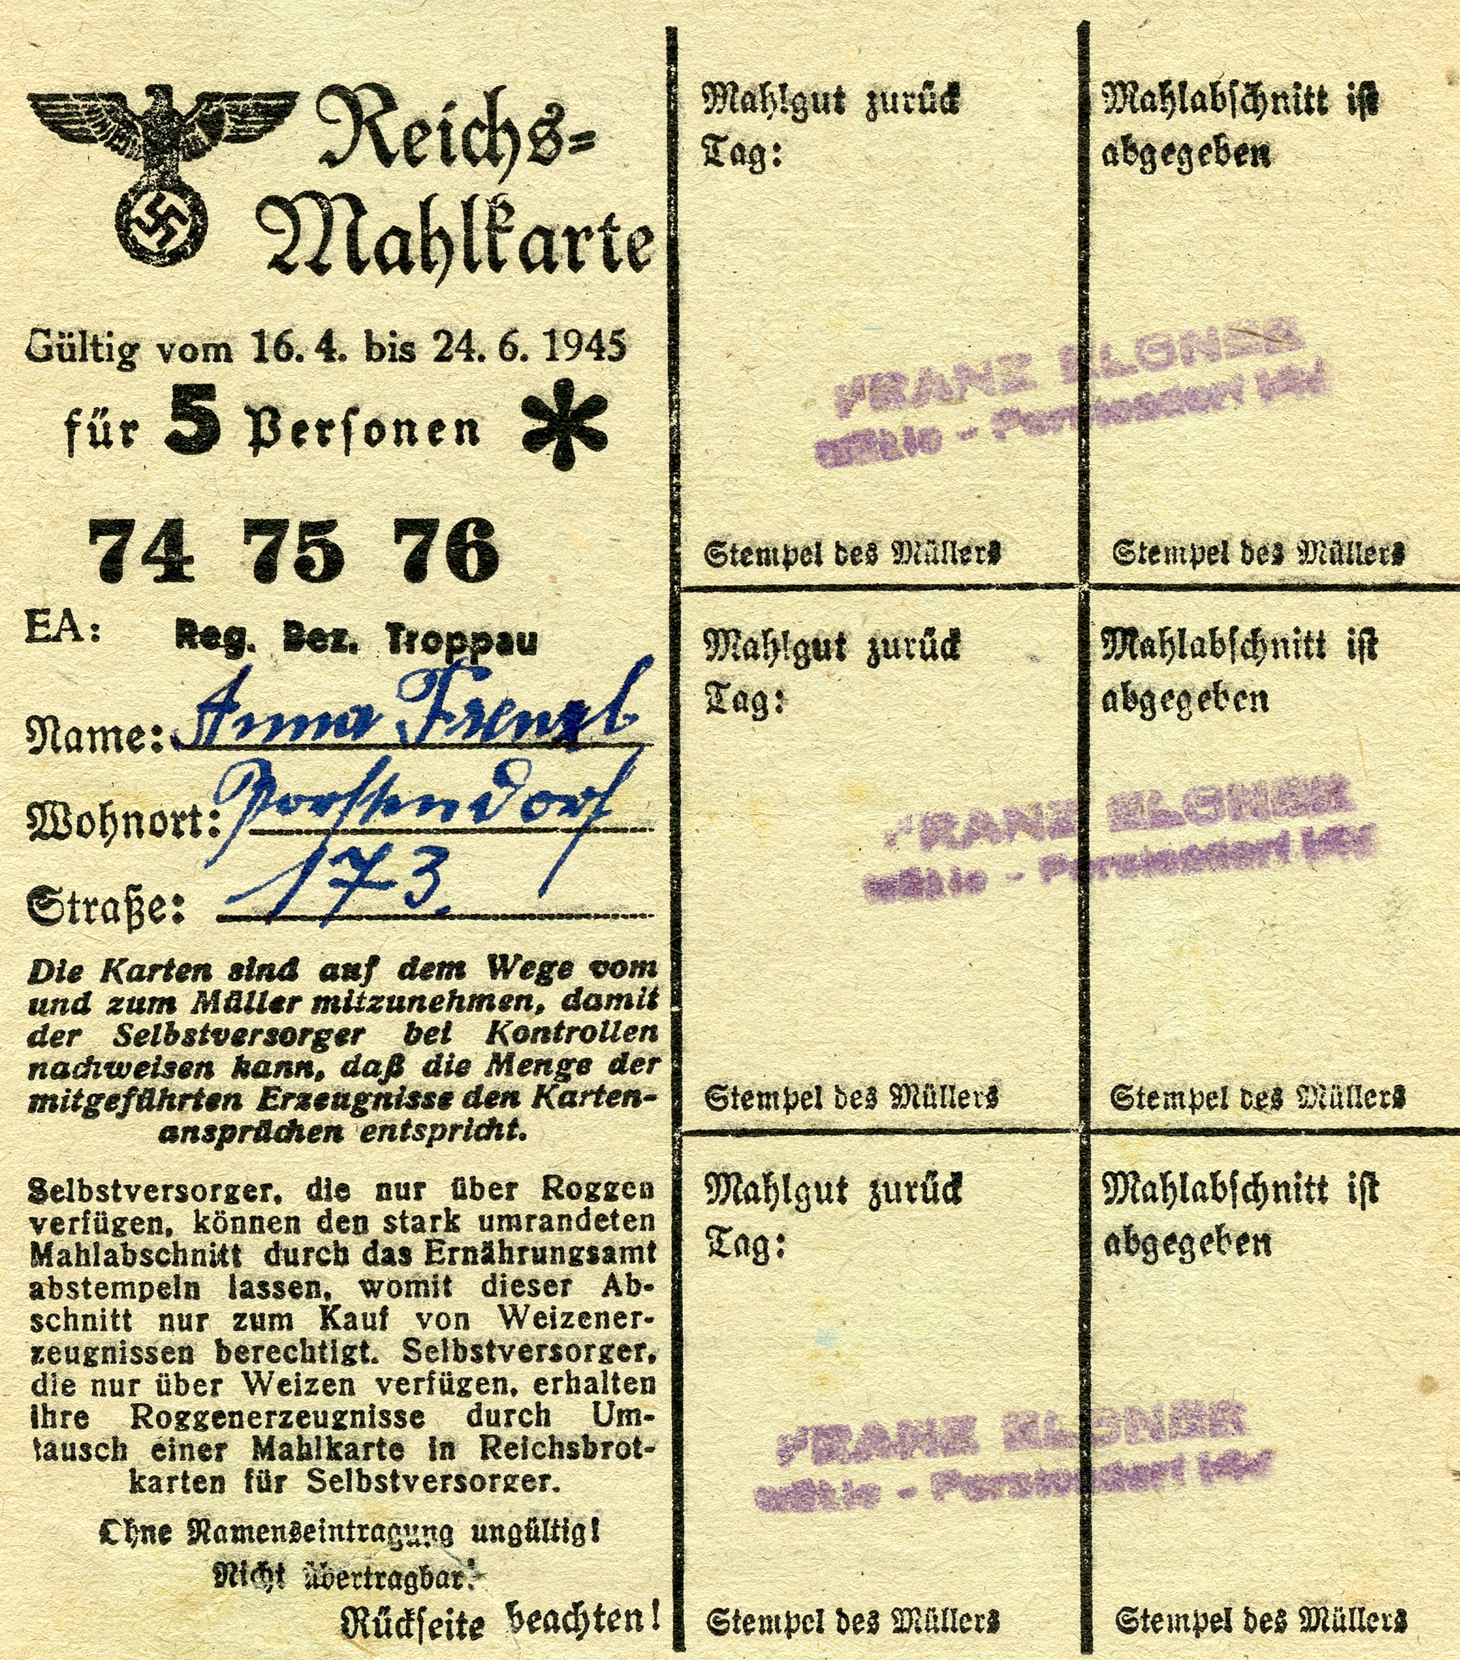 Reichs-
Mahlkarte
Gültig vom 16. 4. bis 24. 6. 1945
für 5 Personen *
74 75 76
EA: Reg. Bez. Troppau
Name: Anna Frenzl
Wohnort: Porstendorf
Straße: 173.
Die Karten sind auf dem Wege vom
und zum Müller mitzunehmen, damit
der Selbstversorger bei Kontrollen
nachweisen kann, daß die Menge der
mitgeführten Erzeugnisse den Karten-
ansprüchen entspricht.
Selbstversorger, die nur über Roggen
verfügen, können den stark umrandeten
Mahlabschnitt durch das Ernährungsamt
abstempeln lassen, womit dieser Ab-
schnitt nur zum Kauf von Weizener-
zeugnissen berechtigt. Selbstversorger,
die nur über Weizen verfügen, erhalten
ihre Roggenerzeugnisse durch Um-
tausch einer Mahlkarte in Reichsbrot-
karten für Selbstversorger.
Ohne Namenseintragung ungültig!
Nicht übertragbar!
Rückseite beachten!
Mahlgut zurück
Tag:
Mahlabschnitt ist
abgegeben
FRANZ ELGNER
Stempel des Müllers
Stempel des Müllers
Mahlgut zurück
Tag:
Mahlabschnitt ist
abgegeben
FRANZ ELGNER
Stempel des Müllers
Stempel des Müllers
Mahlgut zurück
Tag:
Mahlabschnitt ist
abgegeben
FRANZ ELGNER
Stempel des Müllers
Stempel des Müllers